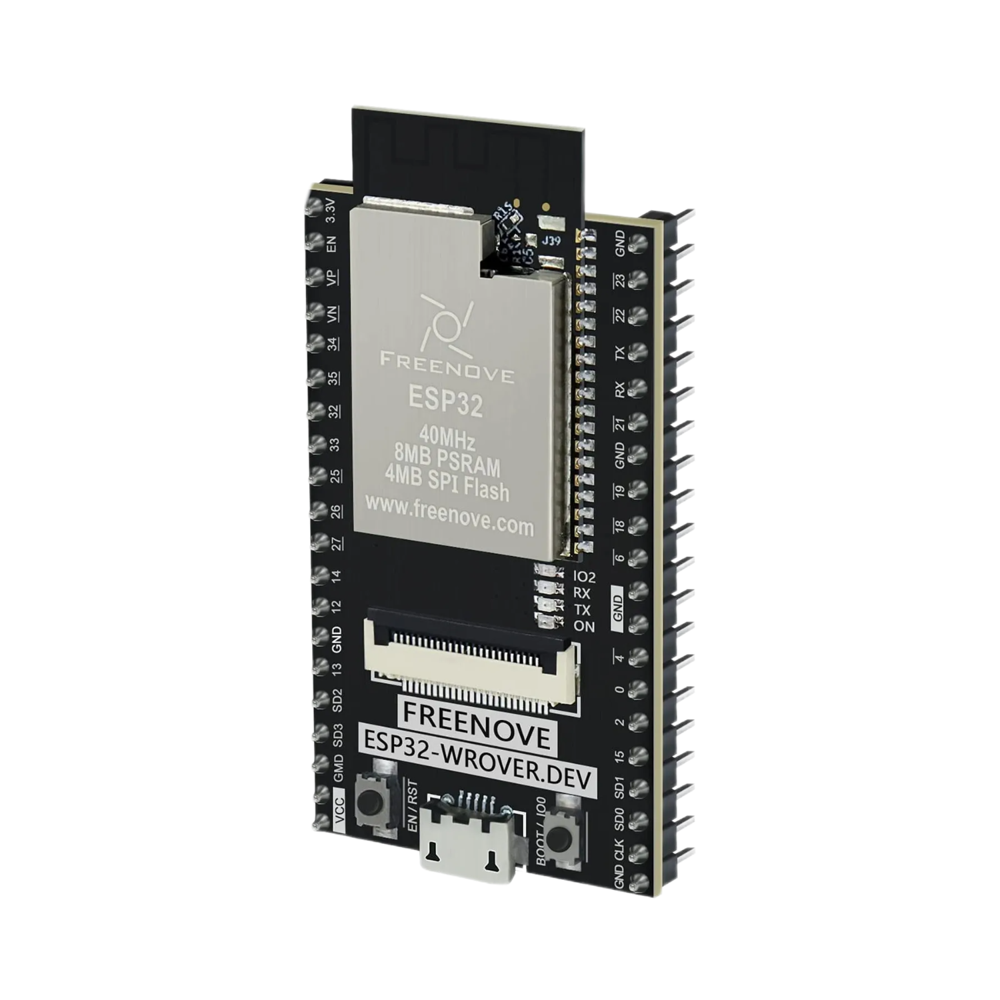 3.3V
EN
VP
VN
34
35
32
33
25
26
27
14
12
GND
13
SD2
SD3
GMD
VCC
R15
J39
C5
FREENOVE
ESP32
40MHz
8MB PSRAM
4MB SPI Flash
www.freenove.com
IO2
RX
TX
ON
FREENOVE
ESP32-WROVER.DEV
EN / RST
BOOT / IO0
GND
23
22
TX
RX
21
GND
19
18
6
GND
4
0
2
15
SD1
SD0
CLK
GND